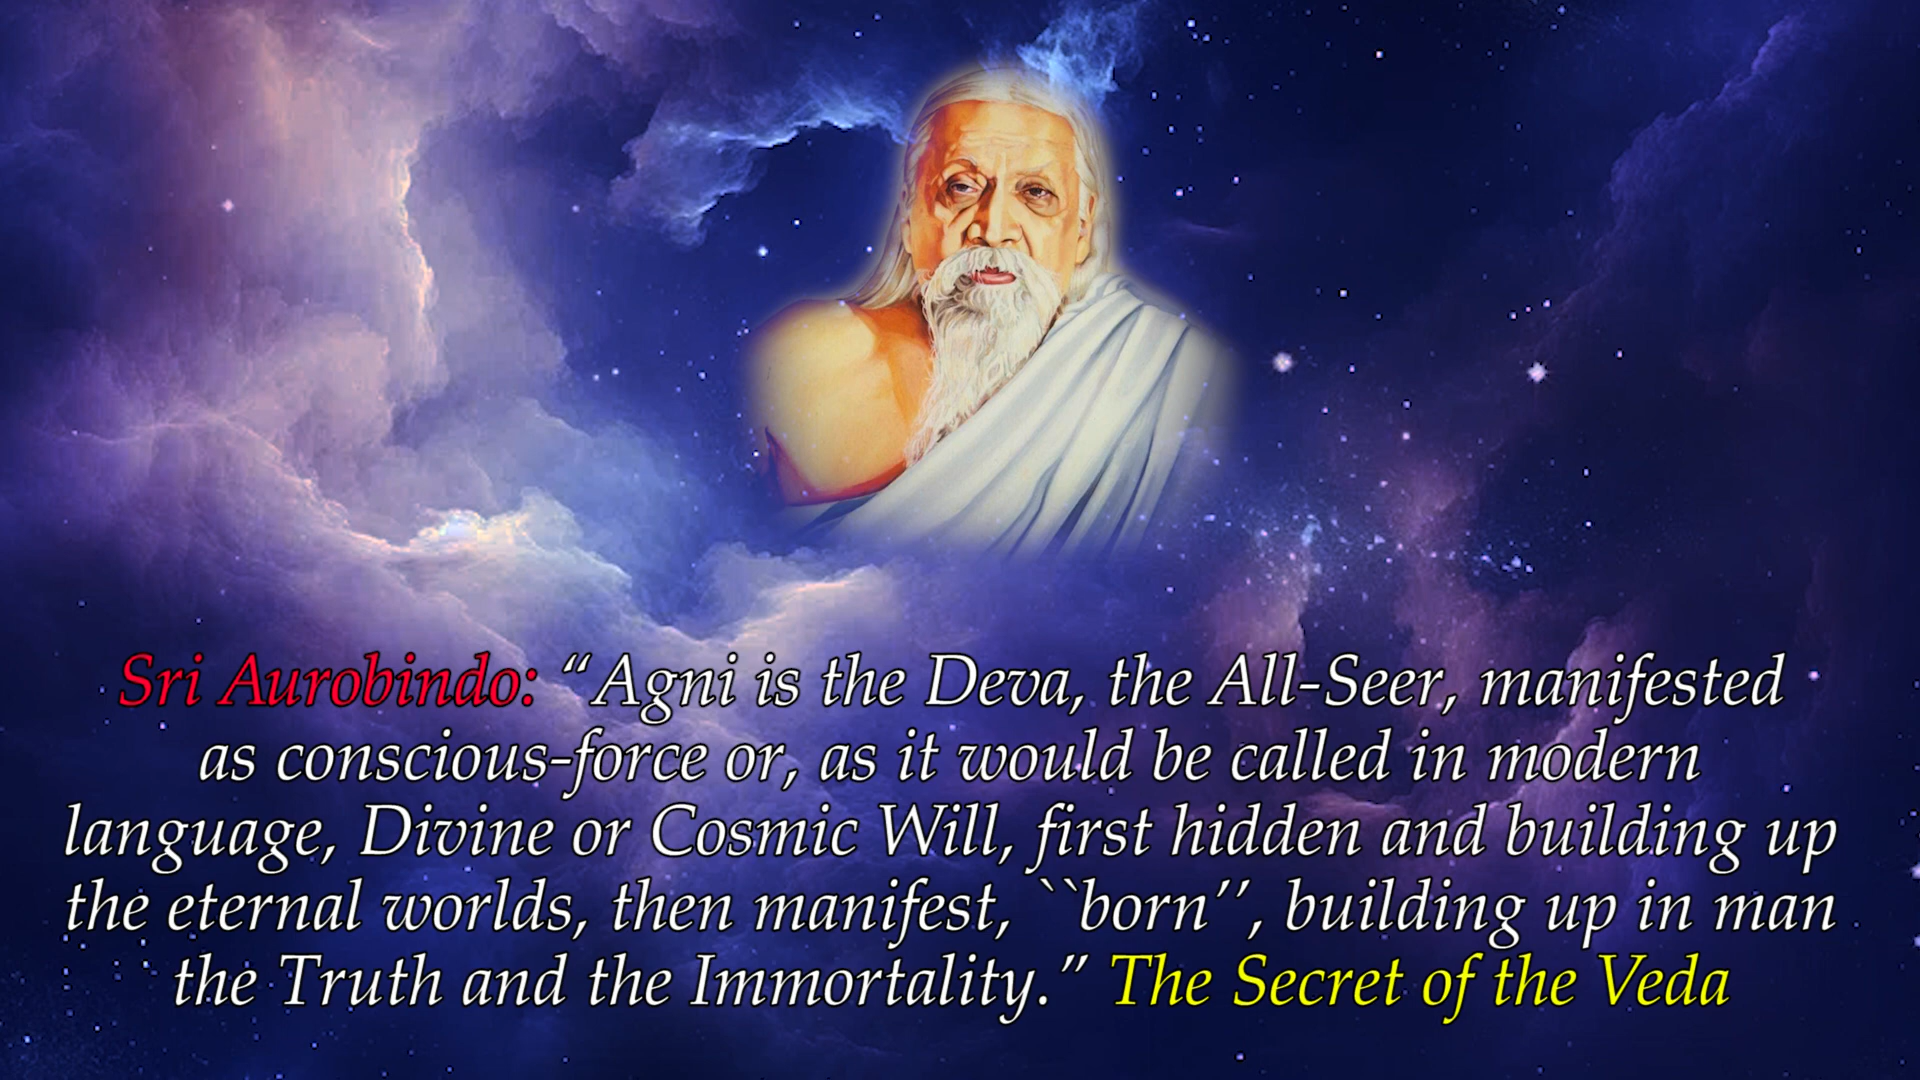 Sri Aurobindo: “Agni is the Deva, the All-Seer, manifested
as conscious-force or, as it would be called in modern
language, Divine or Cosmic Will, first hidden and building up
the eternal worlds, then manifest, ``born’’, building up in man
the Truth and the Immortality.” The Secret of the Veda